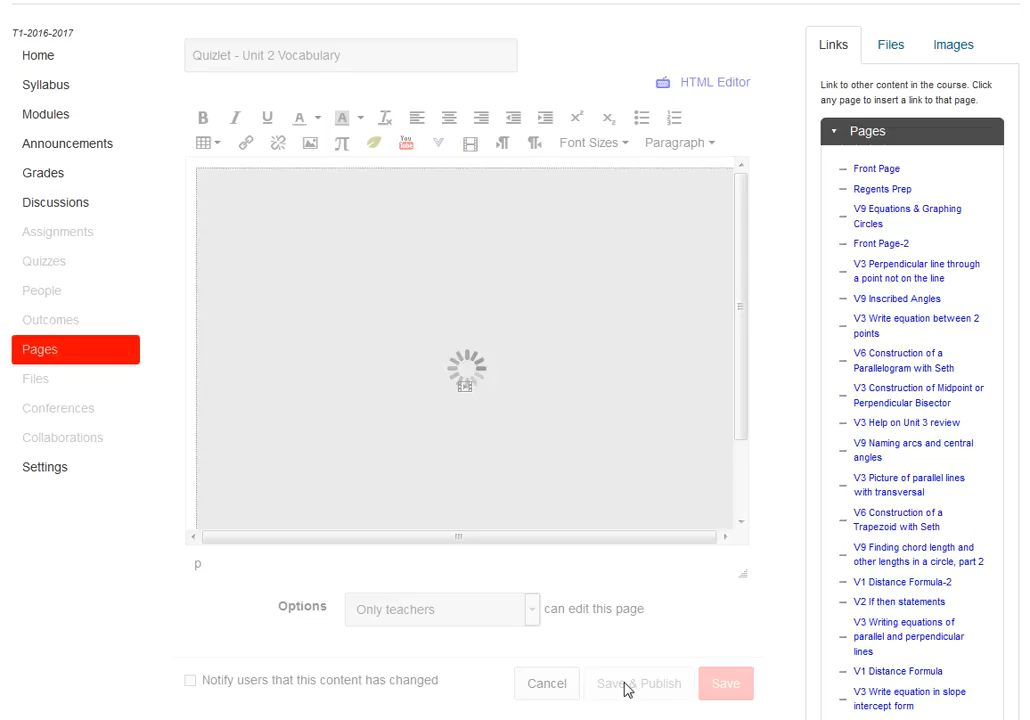 T1-2016-2017
Home
Syllabus
Modules
Announcements
Grades
Discussions
Assignments
Quizzes
People
Outcomes
Pages
Files
Conferences
Collaborations
Settings
Quizlet - Unit 2 Vocabulary
HTML Editor
B I U A A Tx x² x₂
π You Tube Font Sizes Paragraph
p
Options Only teachers can edit this page
Notify users that this content has changed Cancel Save & Publish Save
Links Files Images
Link to other content in the course. Click
any page to insert a link to that page.
Pages
Front Page
Regents Prep
V9 Equations & Graphing
Circles
Front Page-2
V3 Perpendicular line through
a point not on the line
V9 Inscribed Angles
V3 Write equation between 2
points
V6 Construction of a
Parallelogram with Seth
V3 Construction of Midpoint or
Perpendicular Bisector
V3 Help on Unit 3 review
V9 Naming arcs and central
angles
V3 Picture of parallel lines
with transversal
V6 Construction of a
Trapezoid with Seth
V9 Finding chord length and
other lengths in a circle, part 2
V1 Distance Formula-2
V2 If then statements
V3 Writing equations of
parallel and perpendicular
lines
V1 Distance Formula
V3 Write equation in slope
intercept form